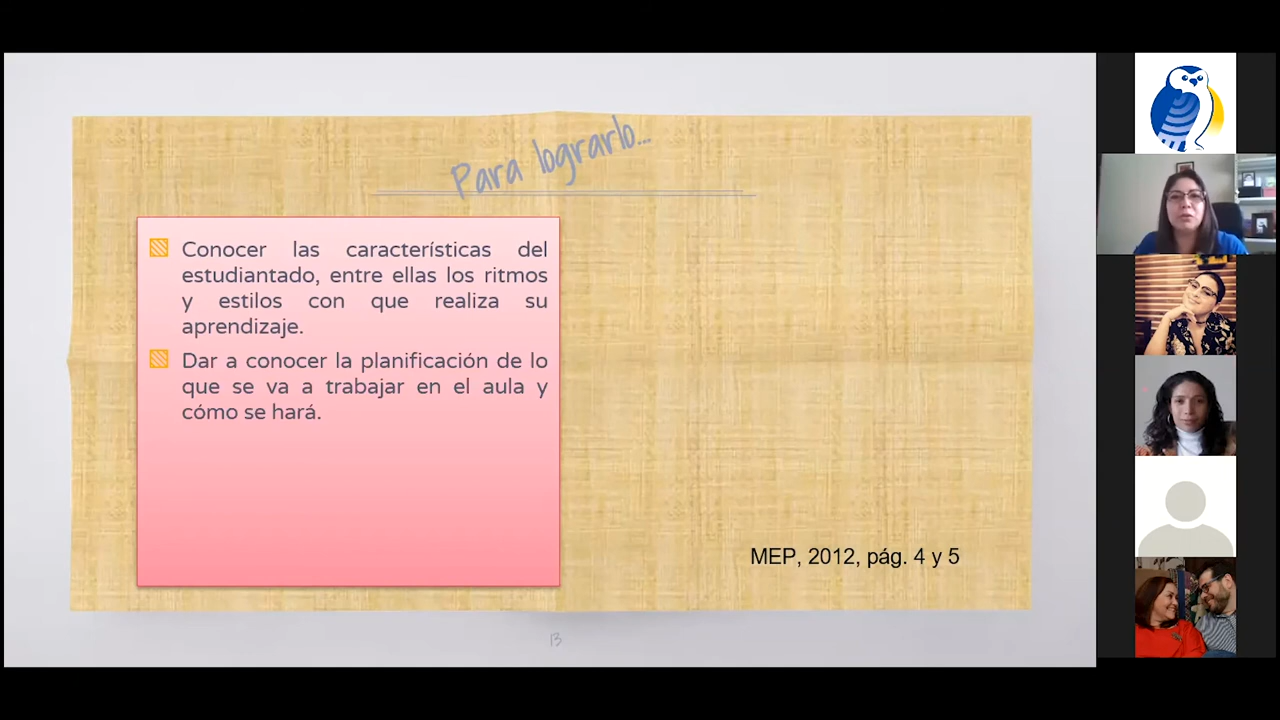 Para lograrlo...
Conocer las características del
estudiantado, entre ellas los ritmos
y estilos con que realiza su
aprendizaje.
Dar a conocer la planificación de lo
que se va a trabajar en el aula y
cómo se hará.
MEP, 2012, pág. 4 y 5
13